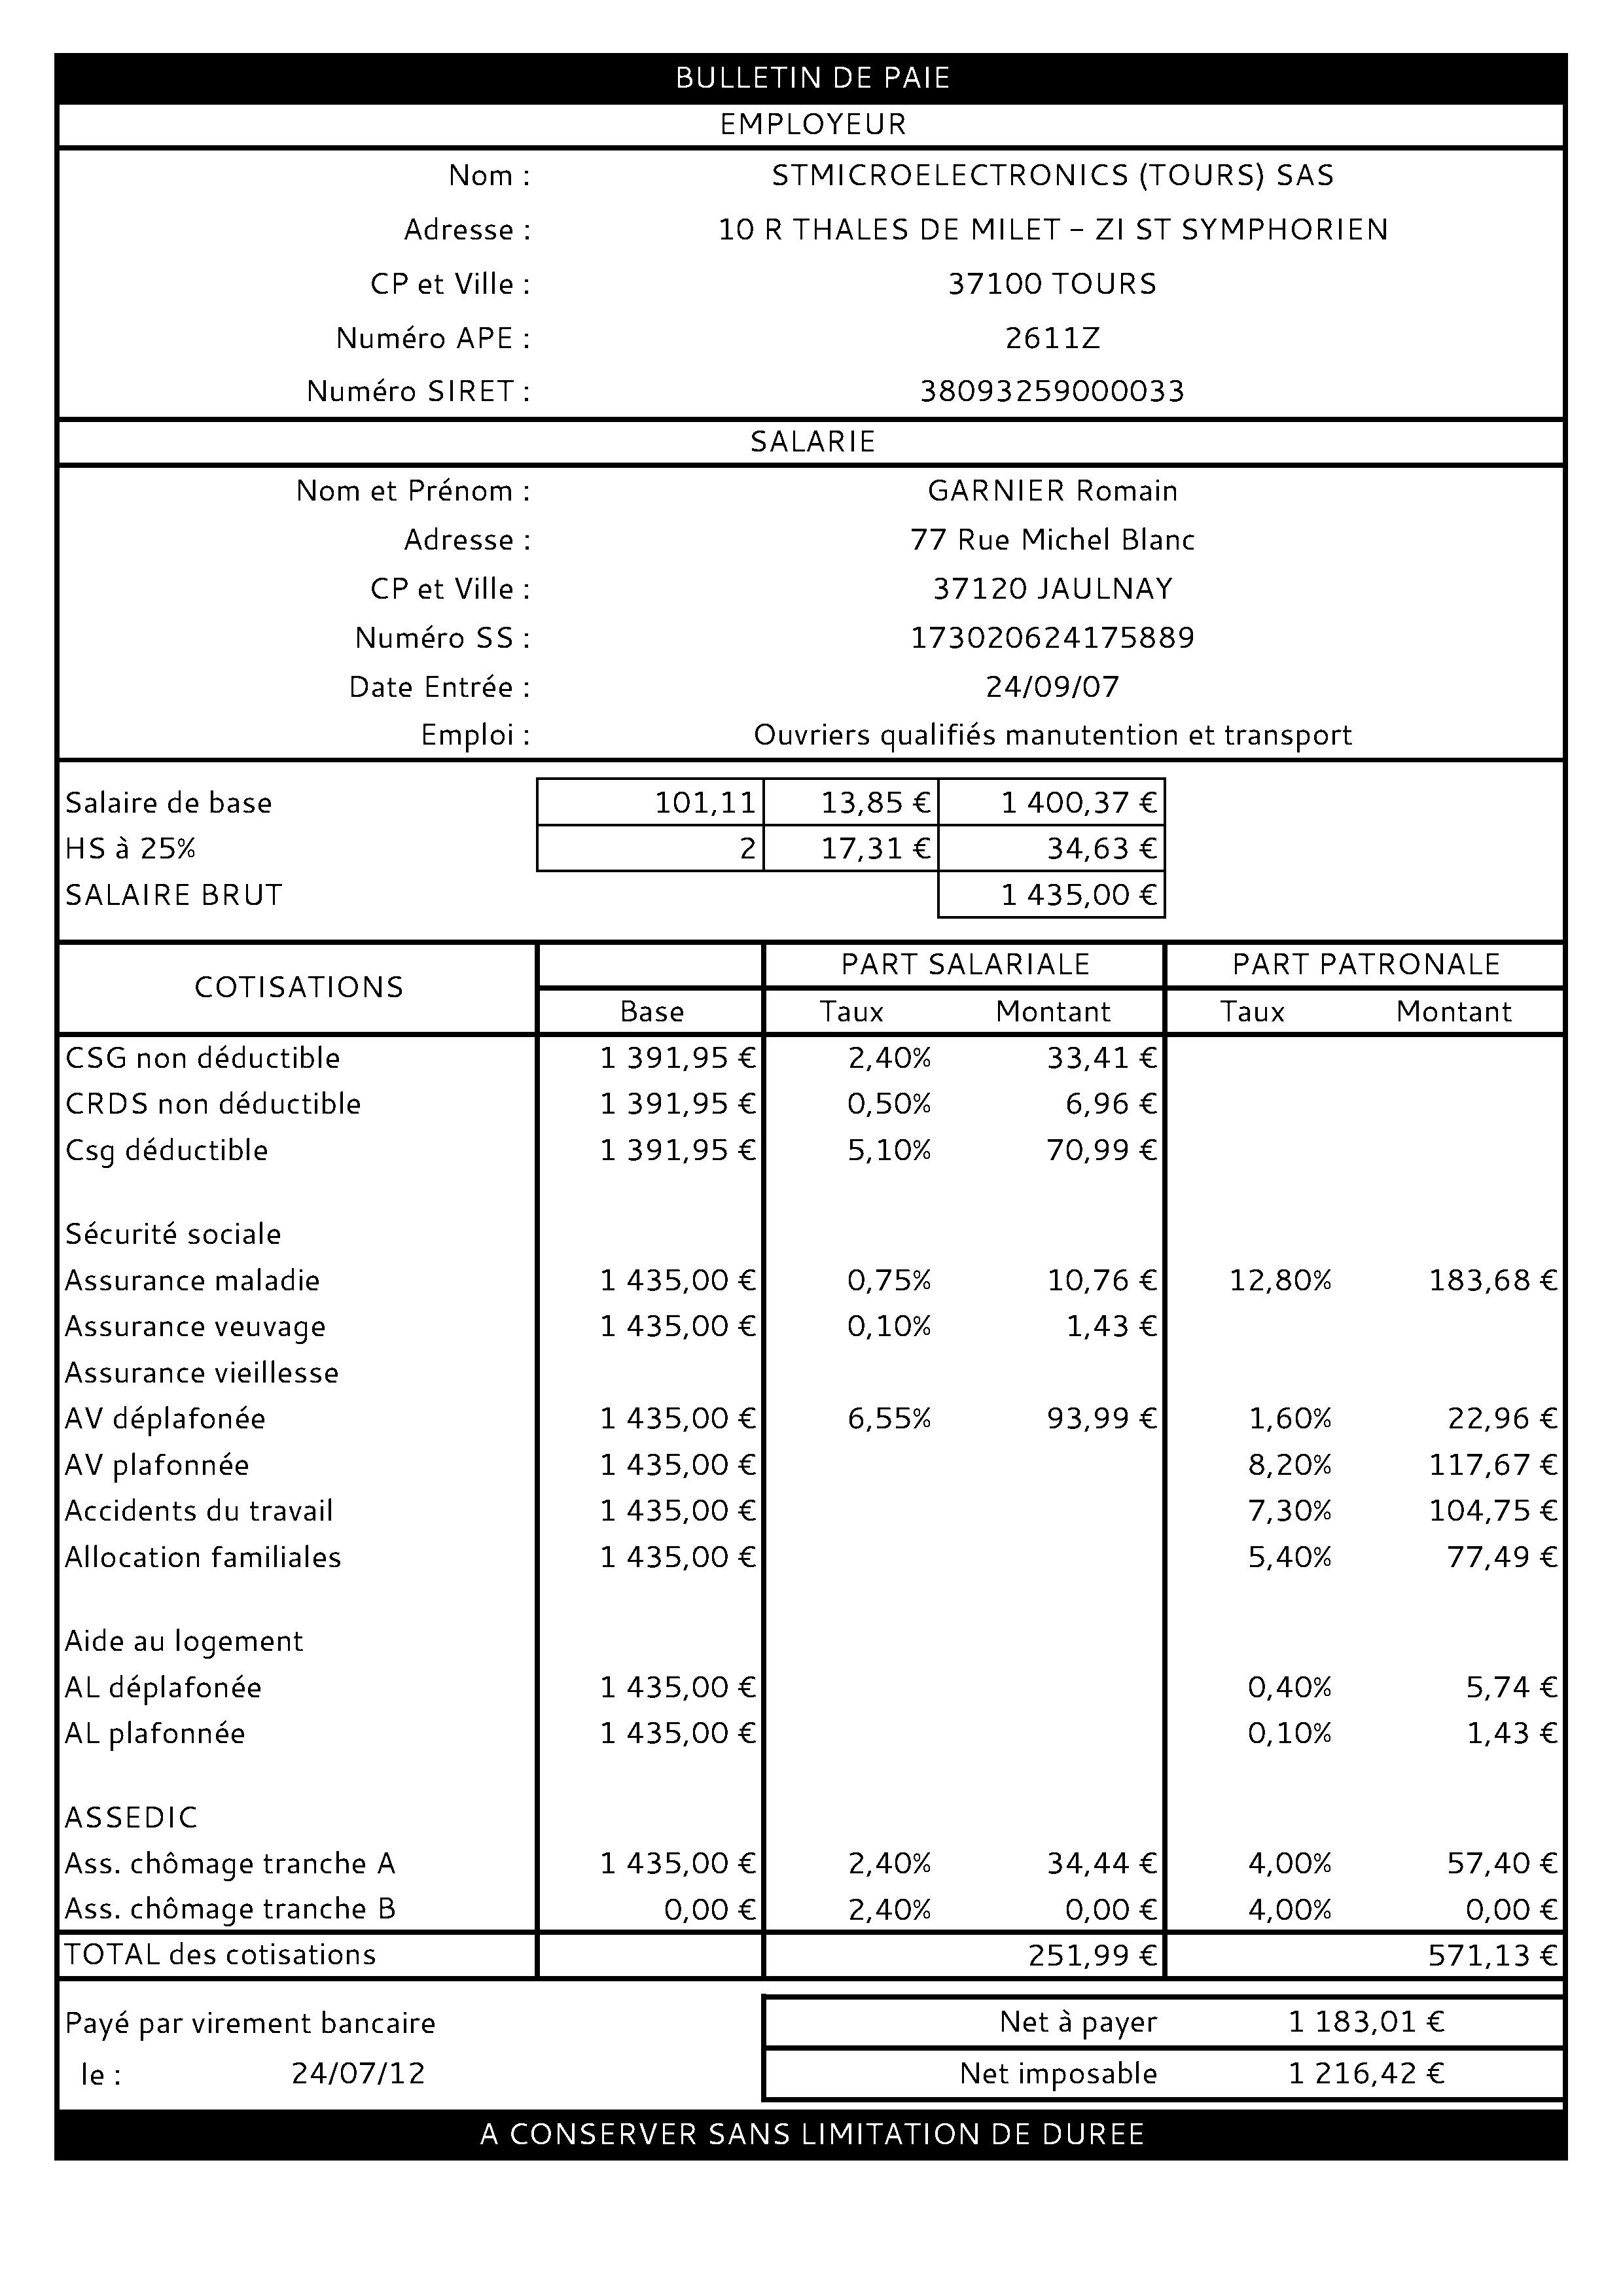 BULLETIN DE PAIE
EMPLOYEUR
Nom : STMICROELECTRONICS (TOURS) SAS
Adresse : 10 R THALES DE MILET - ZI ST SYMPHORIEN
CP et Ville : 37100 TOURS
Numéro APE : 2611Z
Numéro SIRET : 38093259000033
SALARIE
Nom et Prénom : GARNIER Romain
Adresse : 77 Rue Michel Blanc
CP et Ville : 37120 JAULNAY
Numéro SS : 173020624175889
Date Entrée : 24/09/07
Emploi : Ouvriers qualifiés manutention et transport
Salaire de base 101,11 13,85 € 1 400,37 €
HS à 25% 2 17,31 € 34,63 €
SALAIRE BRUT 1 435,00 €
COTISATIONS PART SALARIALE PART PATRONALE
Base Taux Montant Taux Montant
CSG non déductible 1 391,95 € 2,40% 33,41 €
CRDS non déductible 1 391,95 € 0,50% 6,96 €
Csg déductible 1 391,95 € 5,10% 70,99 €
Sécurité sociale
Assurance maladie 1 435,00 € 0,75% 10,76 € 12,80% 183,68 €
Assurance veuvage 1 435,00 € 0,10% 1,43 €
Assurance vieillesse
AV déplafonée 1 435,00 € 6,55% 93,99 € 1,60% 22,96 €
AV plafonnée 1 435,00 € 8,20% 117,67 €
Accidents du travail 1 435,00 € 7,30% 104,75 €
Allocation familiales 1 435,00 € 5,40% 77,49 €
Aide au logement
AL déplafonée 1 435,00 € 0,40% 5,74 €
AL plafonnée 1 435,00 € 0,10% 1,43 €
ASSEDIC
Ass. chômage tranche A 1 435,00 € 2,40% 34,44 € 4,00% 57,40 €
Ass. chômage tranche B 0,00 € 2,40% 0,00 € 4,00% 0,00 €
TOTAL des cotisations 251,99 € 571,13 €
Payé par virement bancaire Net à payer 1 183,01 €
le : 24/07/12 Net imposable 1 216,42 €
A CONSERVER SANS LIMITATION DE DUREE